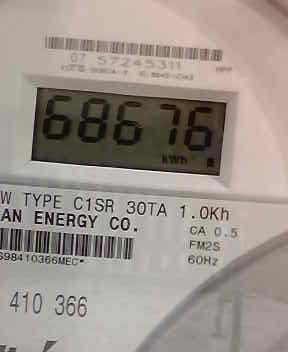 07 57245311
68676
kWh
W TYPE C1SR 30TA 1.0Kh
AN ENERGY CO.
CA 0.5
FM2S
60Hz
S98410366MEC*
410 366